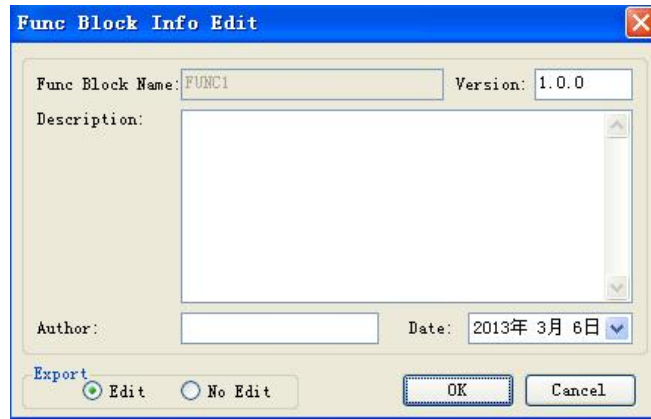 Func Block Info Edit
Func Block Name: FUNC1 Version: 1.0.0
Description:
Author: Date: 2013年 3月 6日
Export
Edit No Edit OK Cancel